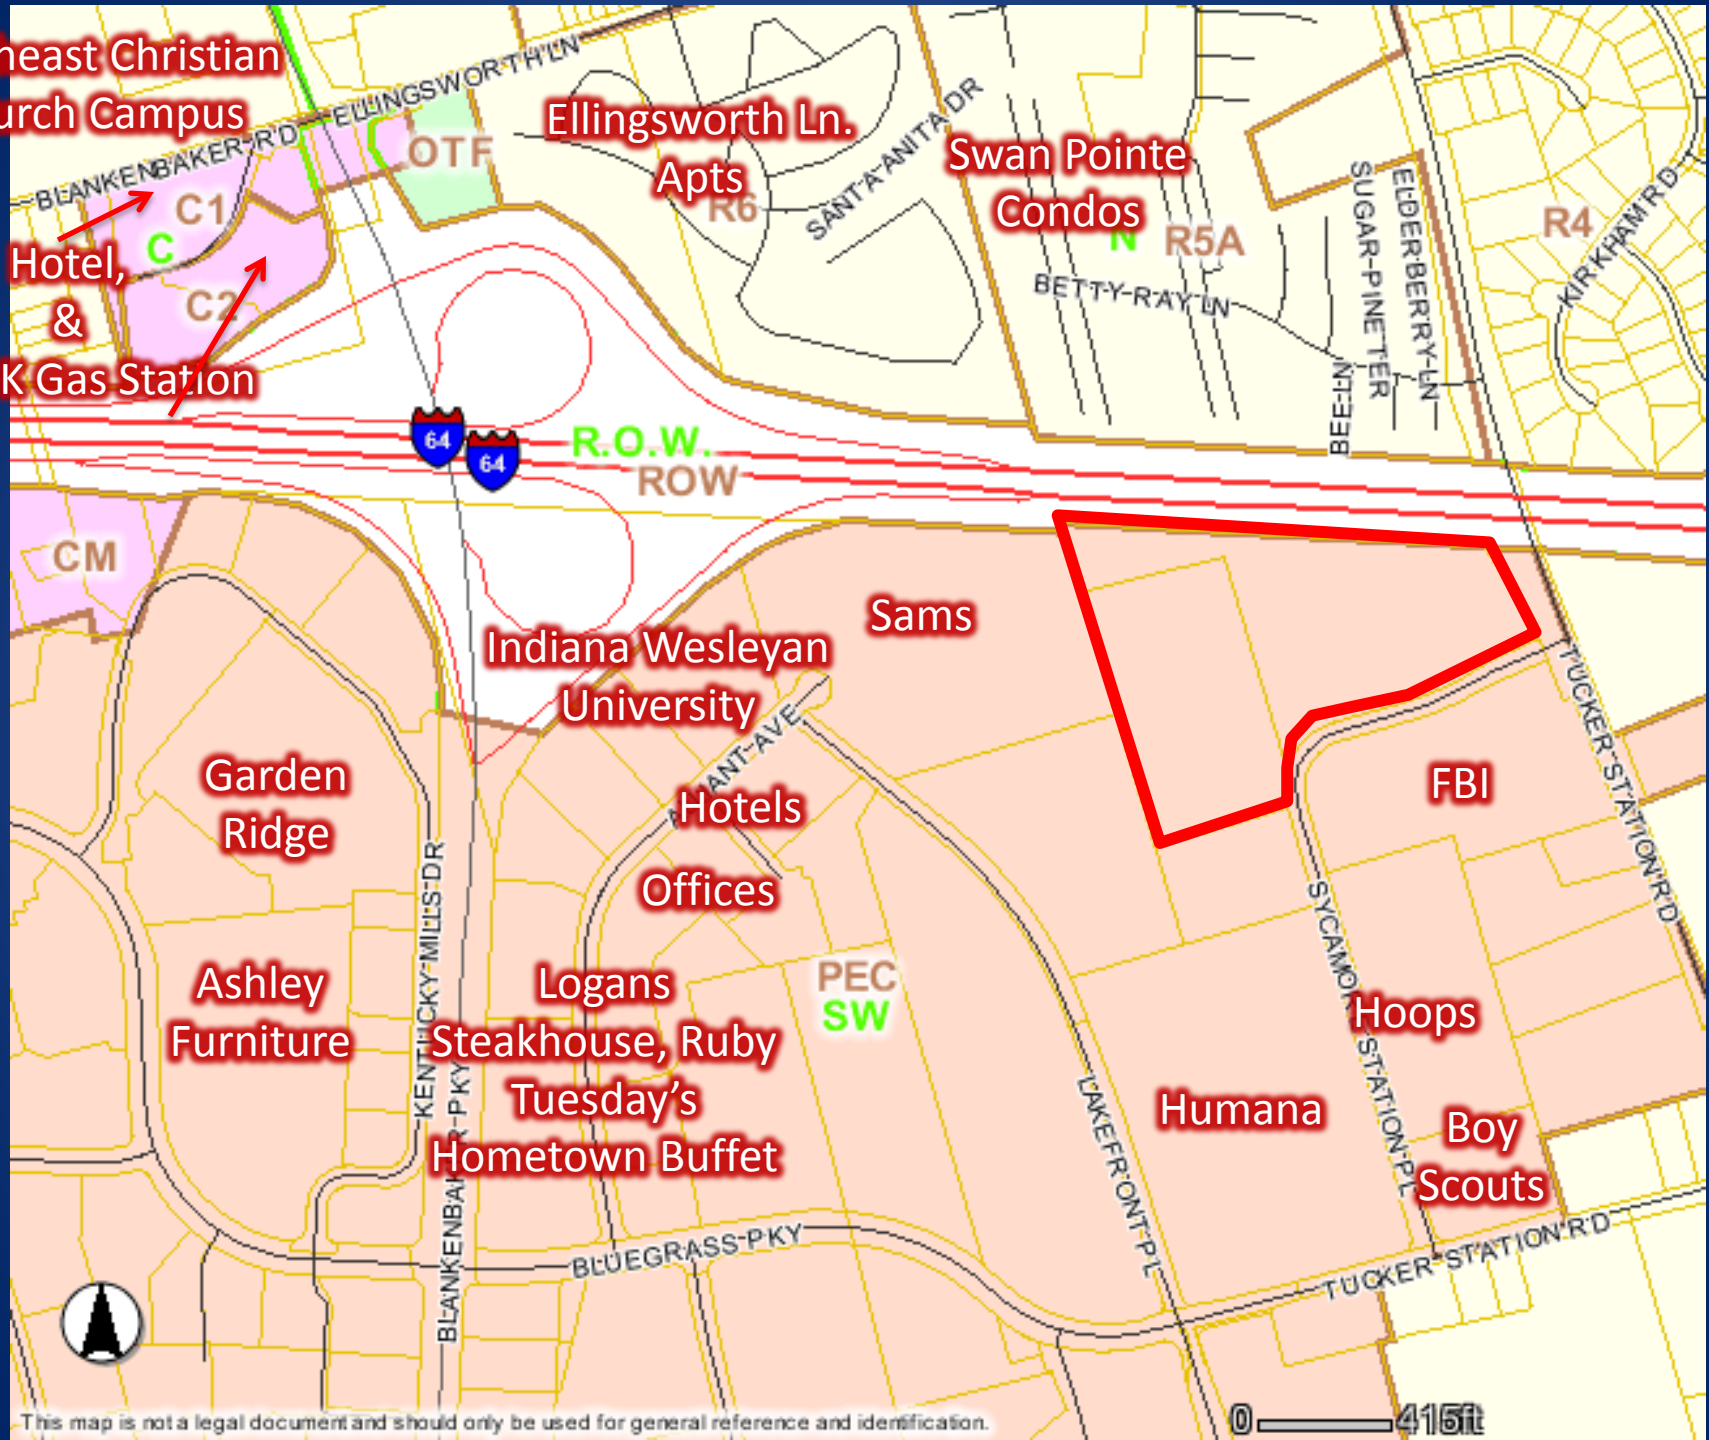 heast Christian
urch Campus
ELLINGSWORTH LN
BLANKENBAKER RD
OTF
C1
C
C2
Hotel,
&
K Gas Station
Ellingsworth Ln.
Apts
R6
SANTA ANITA DR
Swan Pointe
Condos
N
R5A
BETTY RAY LN
BEE LN
SUGAR PINE TER
ELDERBERRY LN
R4
KIRKHAM RD
64
64
R.O.W.
ROW
CM
Sams
Indiana Wesleyan
University
Garden
Ridge
ANT AVE
Hotels
Offices
FBI
TUCKER STATION RD
Ashley
Furniture
KENTUCKY MILLS DR
BLANKENBAKER PKY
Logans
Steakhouse, Ruby
Tuesday’s
Hometown Buffet
PEC
SW
LAKEFRONT PL
SYCAMORE STATION PL
Hoops
Humana
Boy
Scouts
BLUEGRASS PKY
TUCKER STATION RD
This map is not a legal document and should only be used for general reference and identification.
0 415ft